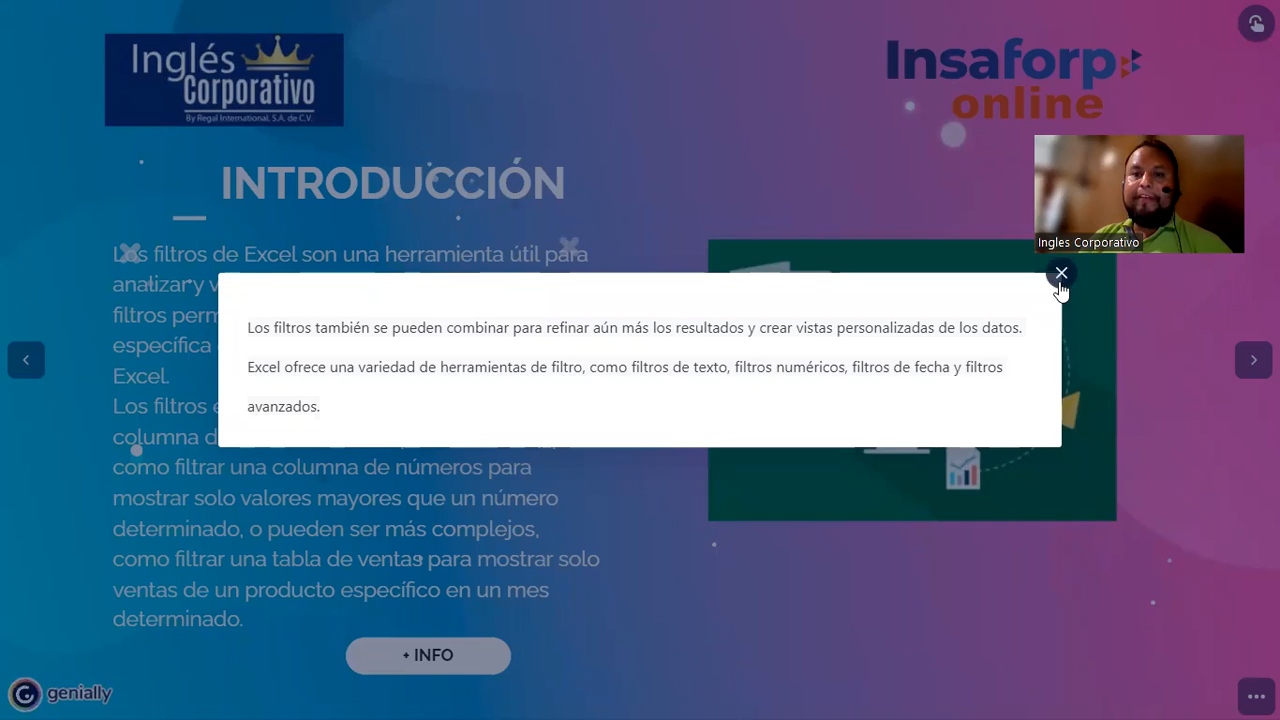 Inglés
Corporativo
By Regal International, S.A. de C.V.
Insaforp
online
INTRODUCCIÓN
Ingles Corporativo
Los filtros de Excel son una herramienta útil para
analizar y v
filtros perm
específica
Excel.
Los filtros
columna d
como filtrar una columna de números para
mostrar solo valores mayores que un número
determinado, o pueden ser más complejos,
como filtrar una tabla de ventas para mostrar solo
ventas de un producto específico en un mes
determinado.
Los filtros también se pueden combinar para refinar aún más los resultados y crear vistas personalizadas de los datos.
Excel ofrece una variedad de herramientas de filtro, como filtros de texto, filtros numéricos, filtros de fecha y filtros
avanzados.
+ INFO
genially